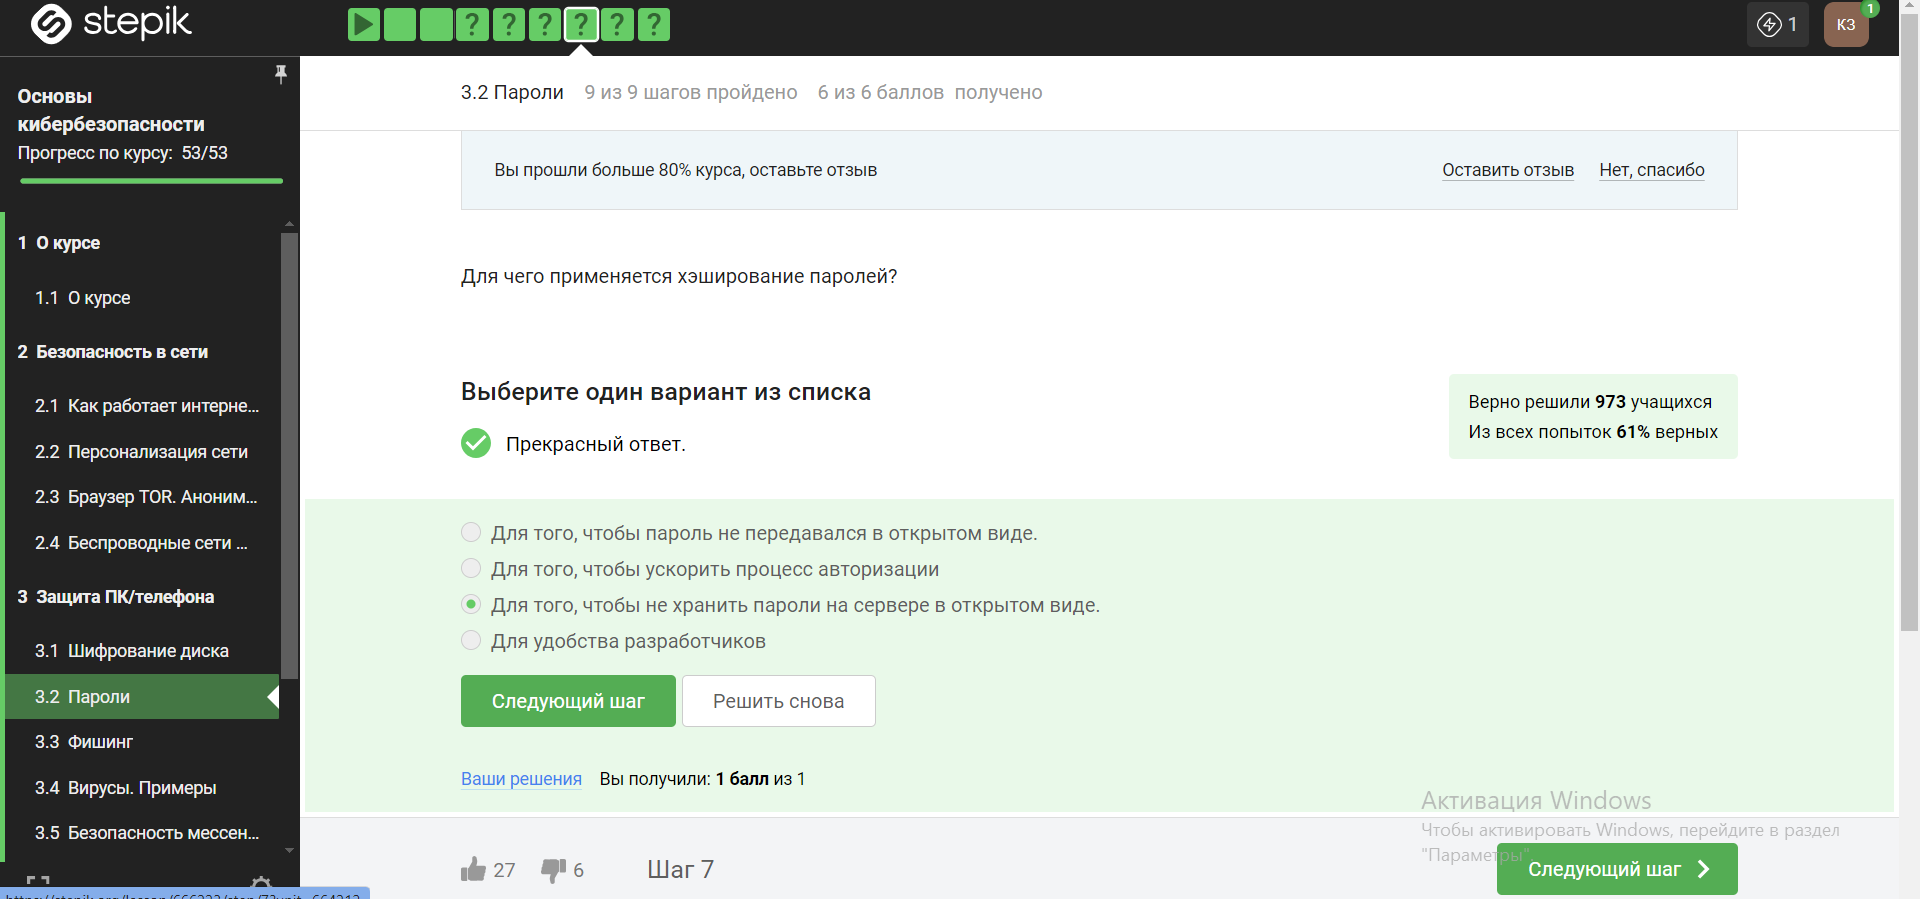 stepik
? ? ? ? ? ?
1
КЗ
1
Основы
кибербезопасности
Прогресс по курсу: 53/53
1 О курсе
1.1 О курсе
2 Безопасность в сети
2.1 Как работает интерне...
2.2 Персонализация сети
2.3 Браузер TOR. Аноним...
2.4 Беспроводные сети ...
3 Защита ПК/телефона
3.1 Шифрование диска
3.2 Пароли
3.3 Фишинг
3.4 Вирусы. Примеры
3.5 Безопасность мессен...
3.2 Пароли 9 из 9 шагов пройдено 6 из 6 баллов получено
Вы прошли больше 80% курса, оставьте отзыв
Оставить отзыв Нет, спасибо
Для чего применяется хэширование паролей?
Выберите один вариант из списка
Прекрасный ответ.
Верно решили 973 учащихся
Из всех попыток 61% верных
Для того, чтобы пароль не передавался в открытом виде.
Для того, чтобы ускорить процесс авторизации
Для того, чтобы не хранить пароли на сервере в открытом виде.
Для удобства разработчиков
Следующий шаг Решить снова
Ваши решения Вы получили: 1 балл из 1
Активация Windows
Чтобы активировать Windows, перейдите в раздел
"Параметры".
27 6 Шаг 7
Следующий шаг